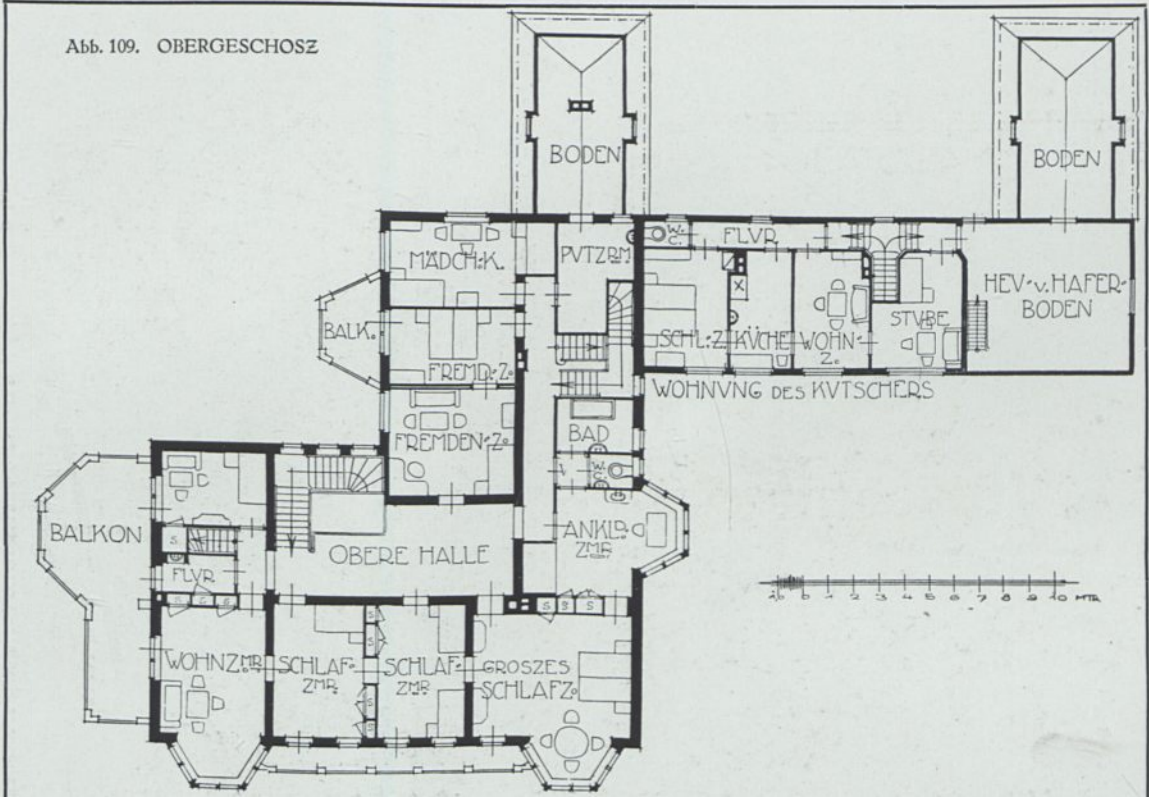 Abb. 109. OBERGESCHOSZ
BODEN
BODEN
MÄDCH:K.
PVTZRM.
W.
C.
FLVR.
HEV- v. HAFER-
BODEN
BALK.
FREMD.-Z.
SCHL:Z.
KÜCHE
WOHN-
Z.
STVBE
WOHNVNG DES KVTSCHERS
FREMDEN-Z.
BAD
W.
C.
BALKON
S
FLVR
OBERE HALLE
ANKLD.
ZMR.
S S S
S S S
WOHNZMR.
SCHLAF-
ZMR.
S
S
S
S
SCHLAF-
ZMR.
GROSZES
SCHLAFZ.
0 1 2 3 4 5 6 7 8 9 10 MTR